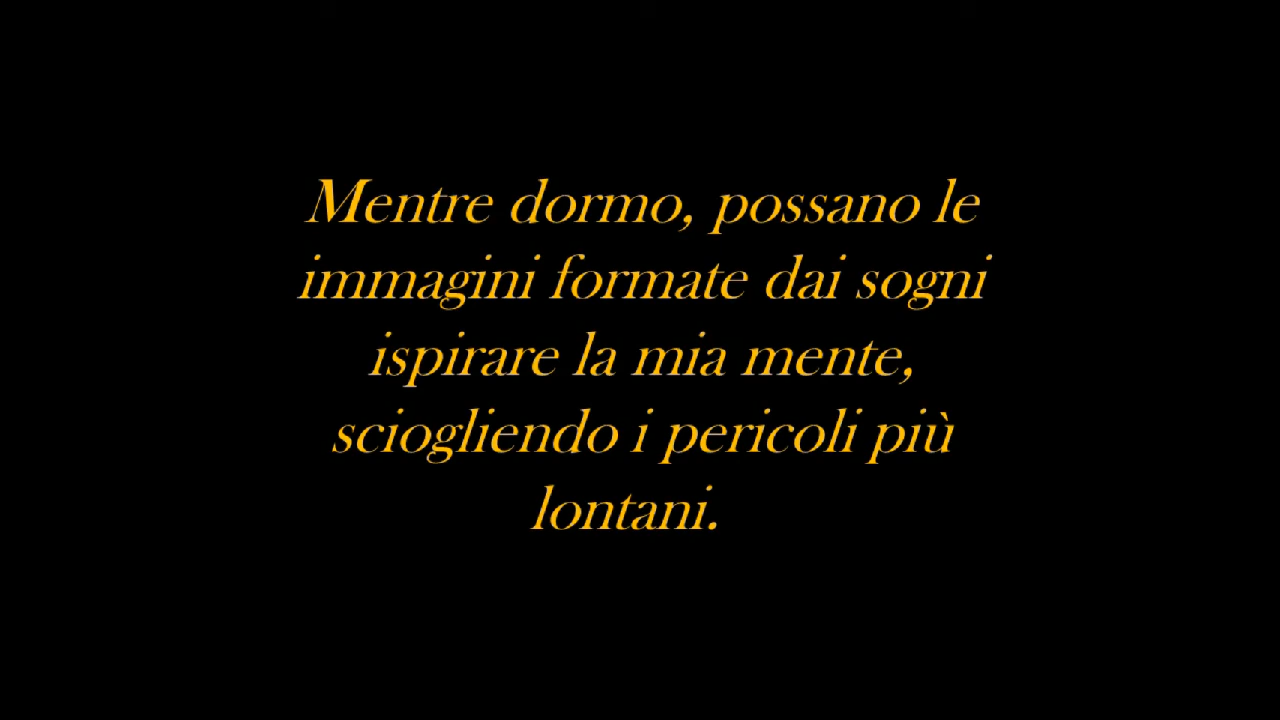 Mentre dormo, possano le
immagini formate dai sogni
ispirare la mia mente,
sciogliendo i pericoli più
lontani.